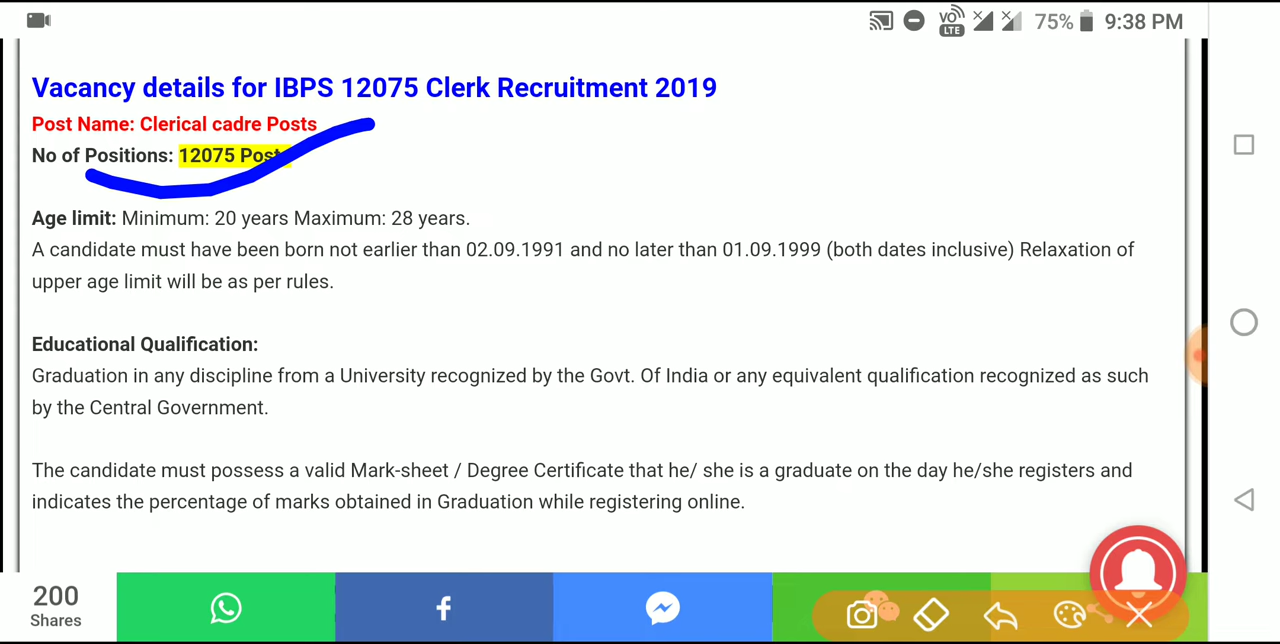 VO LTE 75% 9:38 PM
Vacancy details for IBPS 12075 Clerk Recruitment 2019
Post Name: Clerical cadre Posts
No of Positions: 12075 Post
Age limit: Minimum: 20 years Maximum: 28 years.
A candidate must have been born not earlier than 02.09.1991 and no later than 01.09.1999 (both dates inclusive) Relaxation of
upper age limit will be as per rules.
Educational Qualification:
Graduation in any discipline from a University recognized by the Govt. Of India or any equivalent qualification recognized as such
by the Central Government.
The candidate must possess a valid Mark-sheet / Degree Certificate that he/ she is a graduate on the day he/she registers and
indicates the percentage of marks obtained in Graduation while registering online.
200
Shares